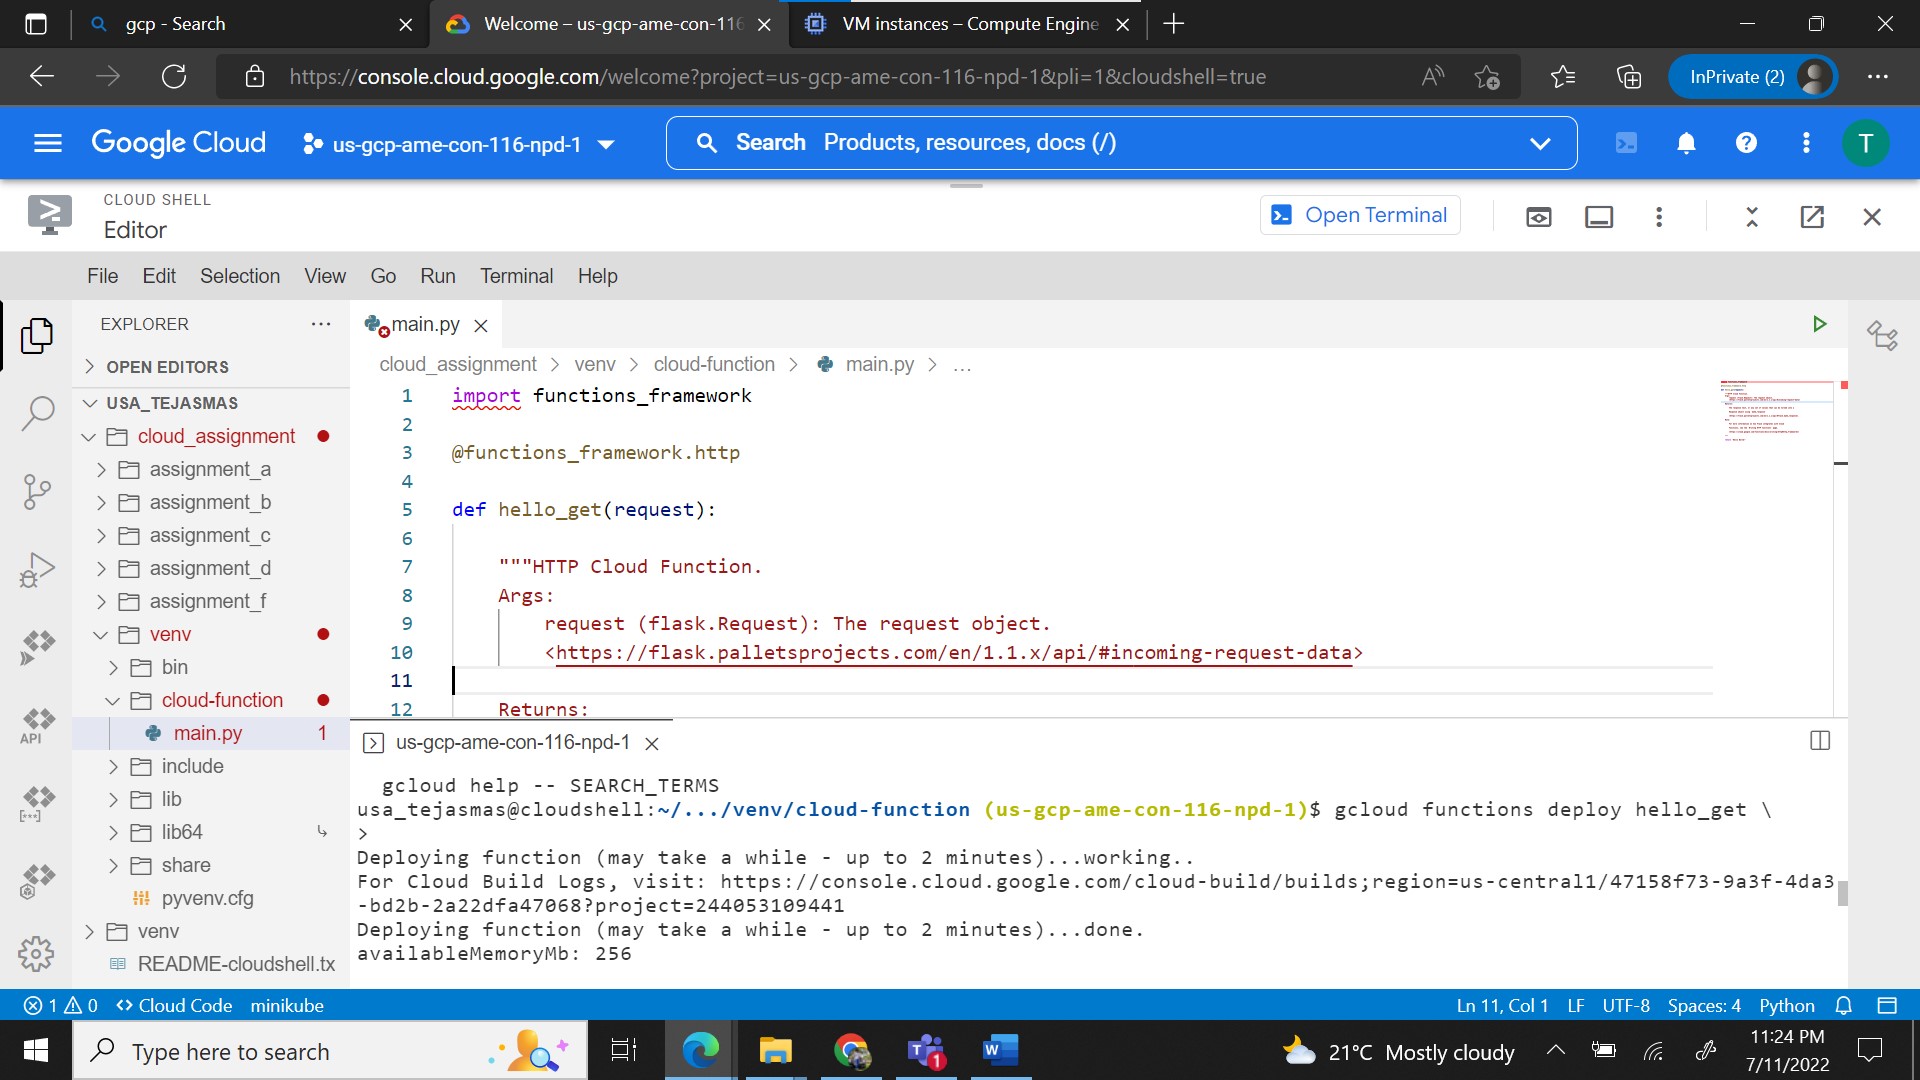 gcp - Search
Welcome – us-gcp-ame-con-116
VM instances – Compute Engine
https://console.cloud.google.com/welcome?project=us-gcp-ame-con-116-npd-1&pli=1&cloudshell=true
InPrivate (2)
Google Cloud
us-gcp-ame-con-116-npd-1
Search Products, resources, docs (/)
T
CLOUD SHELL
Editor
Open Terminal
File Edit Selection View Go Run Terminal Help
EXPLORER
OPEN EDITORS
USA_TEJASMAS
cloud_assignment
assignment_a
assignment_b
assignment_c
assignment_d
assignment_f
venv
bin
cloud-function
main.py 1
include
lib
lib64
share
pyvenv.cfg
venv
README-cloudshell.tx
API
main.py
cloud_assignment > venv > cloud-function > main.py > ...
1 import functions_framework
2
3 @functions_framework.http
4
5 def hello_get(request):
6
7 """HTTP Cloud Function.
8 Args:
9 request (flask.Request): The request object.
10 <https://flask.palletsprojects.com/en/1.1.x/api/#incoming-request-data>
11
12 Returns:
us-gcp-ame-con-116-npd-1
gcloud help -- SEARCH_TERMS
usa_tejasmas@cloudshell:~/.../venv/cloud-function (us-gcp-ame-con-116-npd-1)$ gcloud functions deploy hello_get \
>
Deploying function (may take a while - up to 2 minutes)...working..
For Cloud Build Logs, visit: https://console.cloud.google.com/cloud-build/builds;region=us-central1/47158f73-9a3f-4da3
-bd2b-2a22dfa47068?project=244053109441
Deploying function (may take a while - up to 2 minutes)...done.
availableMemoryMb: 256
1 0 Cloud Code minikube
Ln 11, Col 1 LF UTF-8 Spaces: 4 Python
Type here to search
1
21°C Mostly cloudy
11:24 PM
7/11/2022